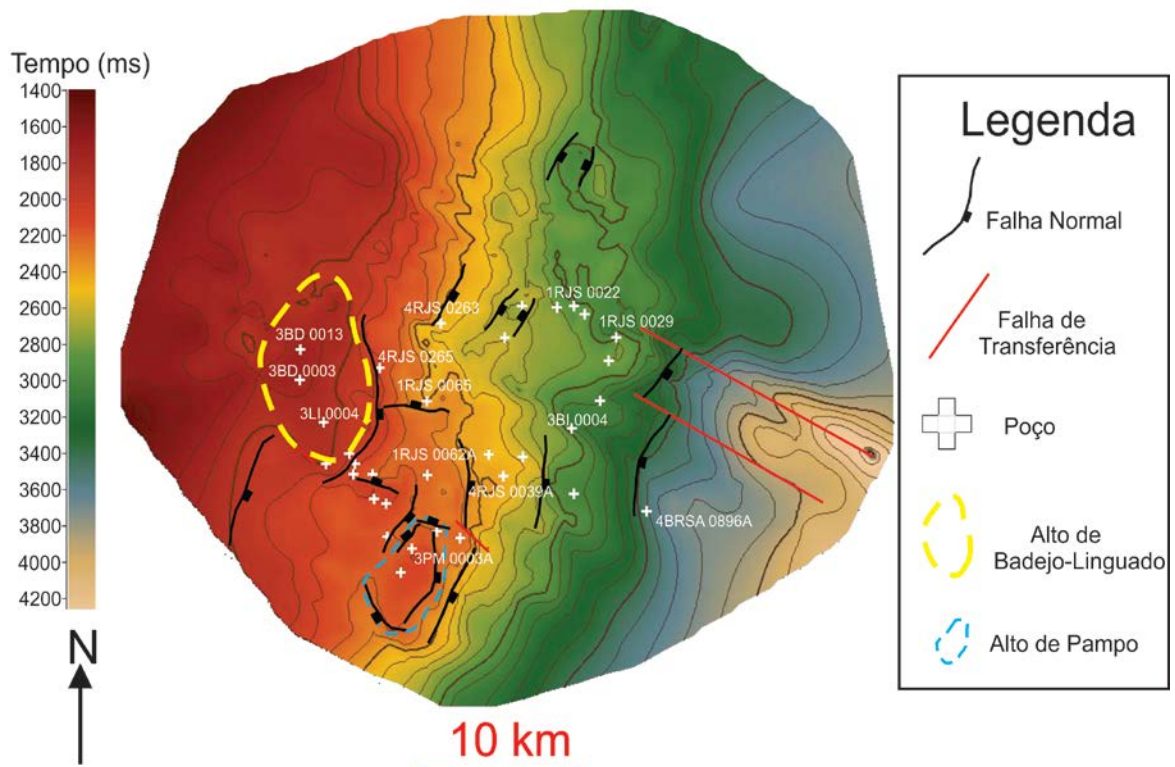 Tempo (ms)
1400
1600
1800
2000
2200
2400
2600
2800
3000
3200
3400
3600
3800
4000
4200
N
4RJS 0263
1RJS 0022
3BD 0013
1RJS 0029
4RJS 0265
3BD 0003
1RJS 0065
3LI 0004
3BI 0004
1RJS 0062A
4RJS 0039A
4BRSA 0896A
3PM 0003A
10 km
Legenda
Falha Normal
Falha de
Transferência
Poço
Alto de
Badejo-Linguado
Alto de Pampo